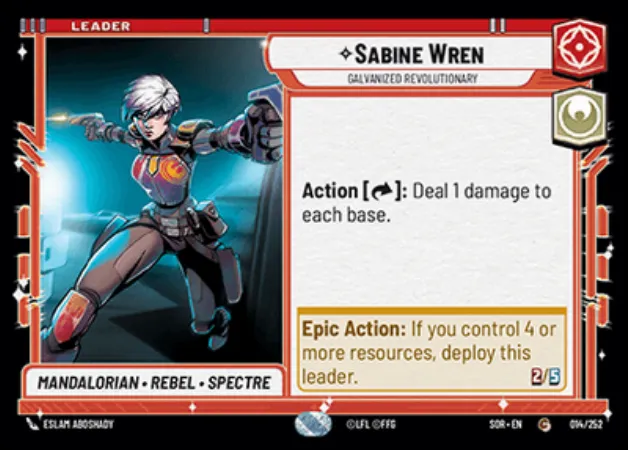 LEADER
SABINE WREN
GALVANIZED REVOLUTIONARY
Action []: Deal 1 damage to
each base.
Epic Action: If you control 4 or
more resources, deploy this
leader.
2/5
MANDALORIAN • REBEL • SPECTRE
ESLAM ABOSHADY
©LFL ©FFG
SOR • EN
C
014/252